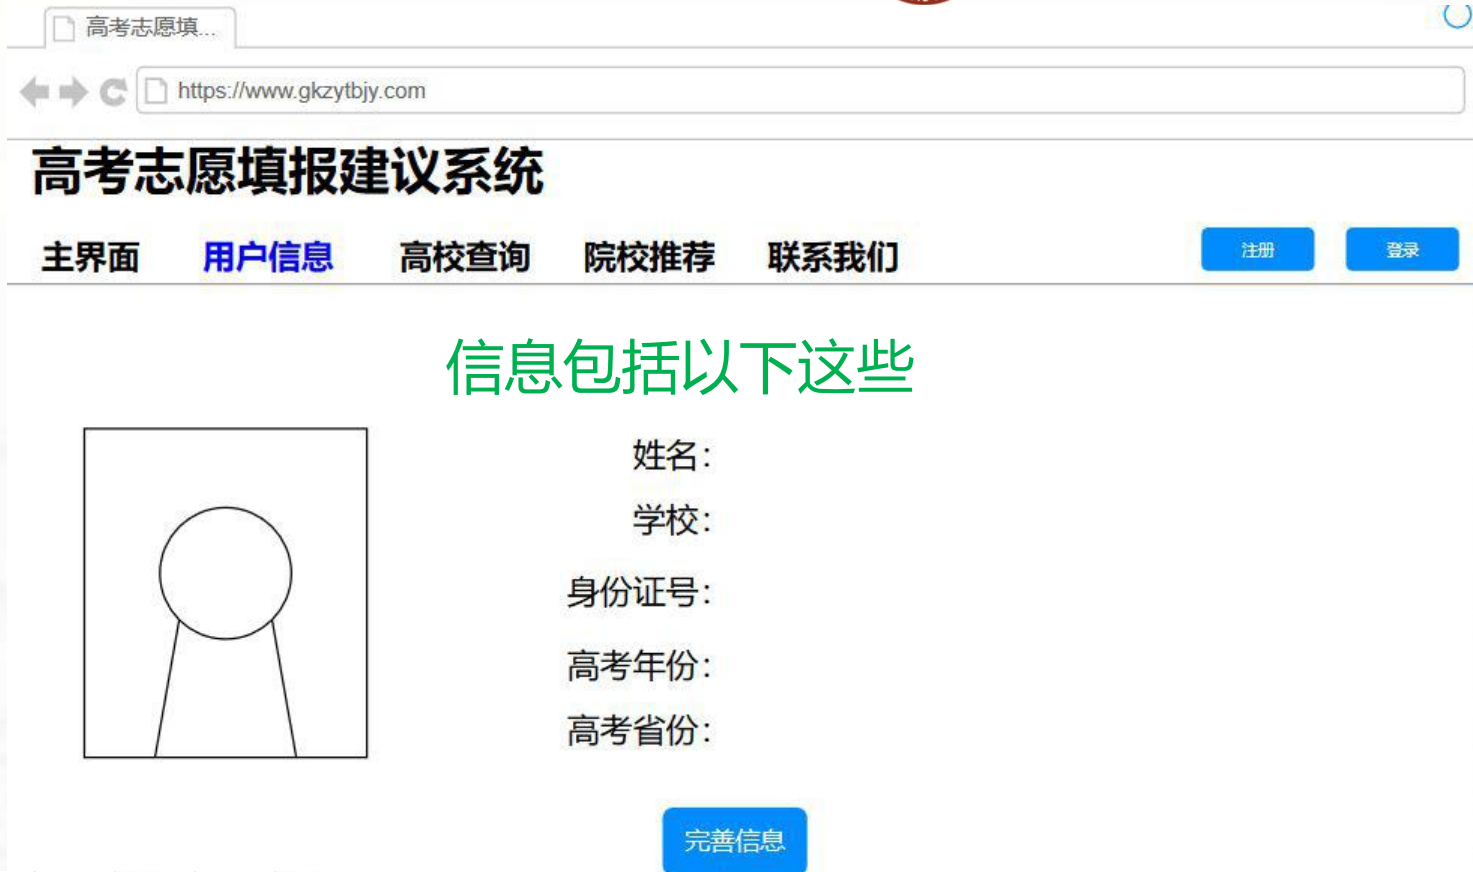 高考志愿填...
https://www.gkzytbjy.com
高考志愿填报建议系统
主界面 用户信息 高校查询 院校推荐 联系我们 注册 登录
信息包括以下这些
姓名：
学校：
身份证号：
高考年份：
高考省份：
完善信息